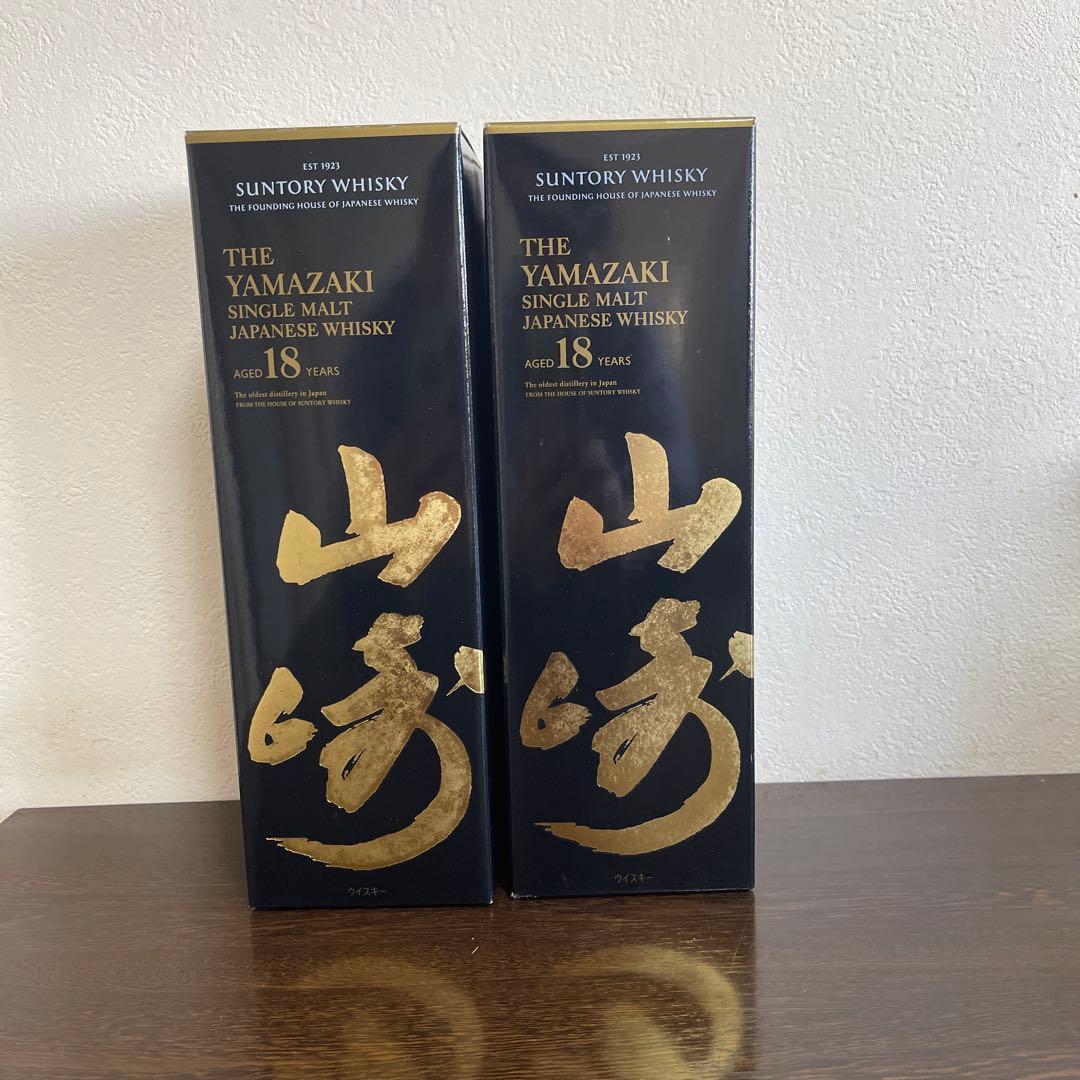 EST 1923
SUNTORY WHISKY
THE FOUNDING HOUSE OF JAPANESE WHISKY
THE
YAMAZAKI
SINGLE MALT
JAPANESE WHISKY
AGED 18 YEARS
The oldest distillery in Japan
FROM THE HOUSE OF SUNTORY WHISKY
山
崎
ウイスキー
EST 1923
SUNTORY WHISKY
THE FOUNDING HOUSE OF JAPANESE WHISKY
THE
YAMAZAKI
SINGLE MALT
JAPANESE WHISKY
AGED 18 YEARS
The oldest distillery in Japan
FROM THE HOUSE OF SUNTORY WHISKY
山
崎
ウイスキー